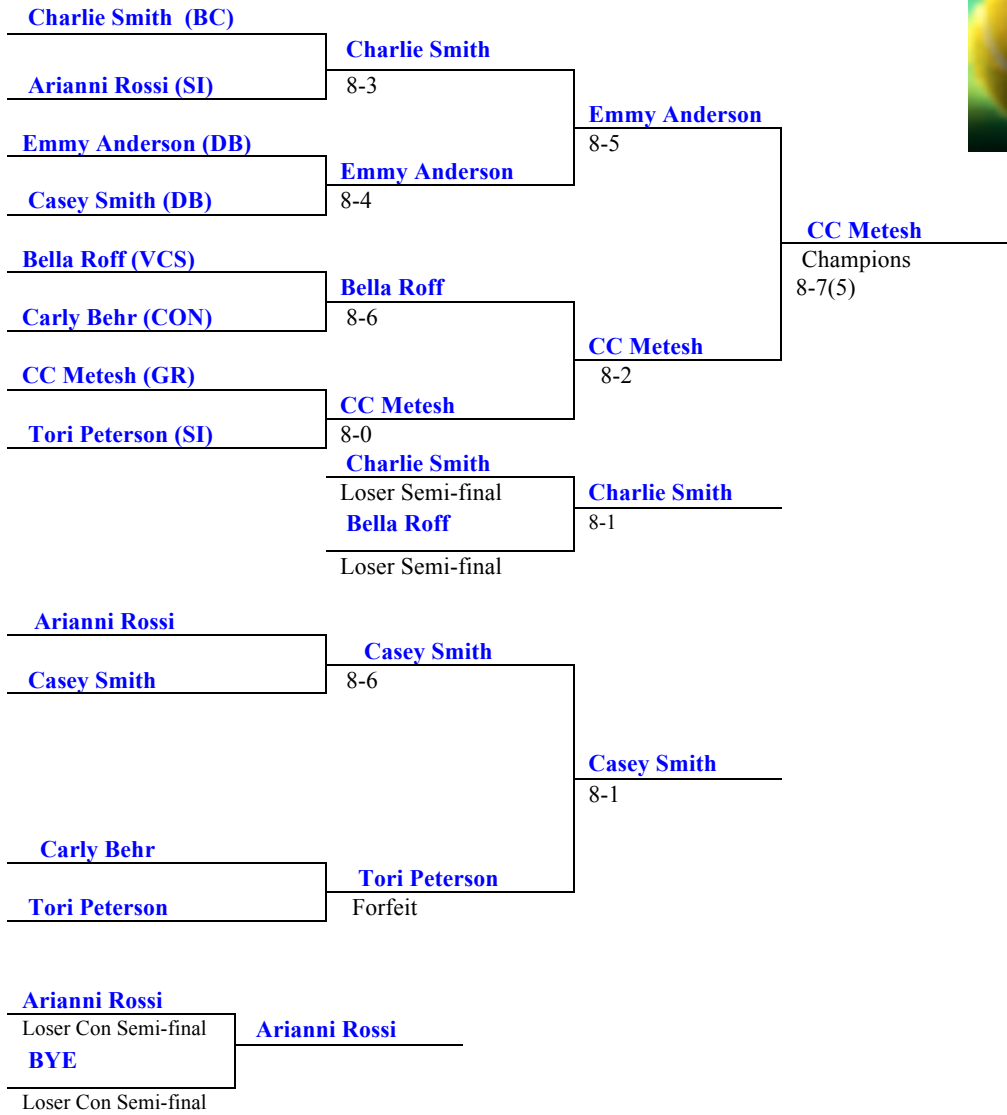 Charlie Smith (BC)
Charlie Smith
Arianni Rossi (SI)
8-3
Emmy Anderson
Emmy Anderson (DB)
8-5
Emmy Anderson
Casey Smith (DB)
8-4
CC Metesh
Bella Roff (VCS)
Champions
Bella Roff
8-7(5)
Carly Behr (CON)
8-6
CC Metesh
CC Metesh (GR)
8-2
CC Metesh
Tori Peterson (SI)
8-0
Charlie Smith
Loser Semi-final
Charlie Smith
Bella Roff
8-1
Loser Semi-final
Arianni Rossi
Casey Smith
Casey Smith
8-6
Casey Smith
8-1
Carly Behr
Tori Peterson
Tori Peterson
Forfeit
Arianni Rossi
Loser Con Semi-final
Arianni Rossi
BYE
Loser Con Semi-final